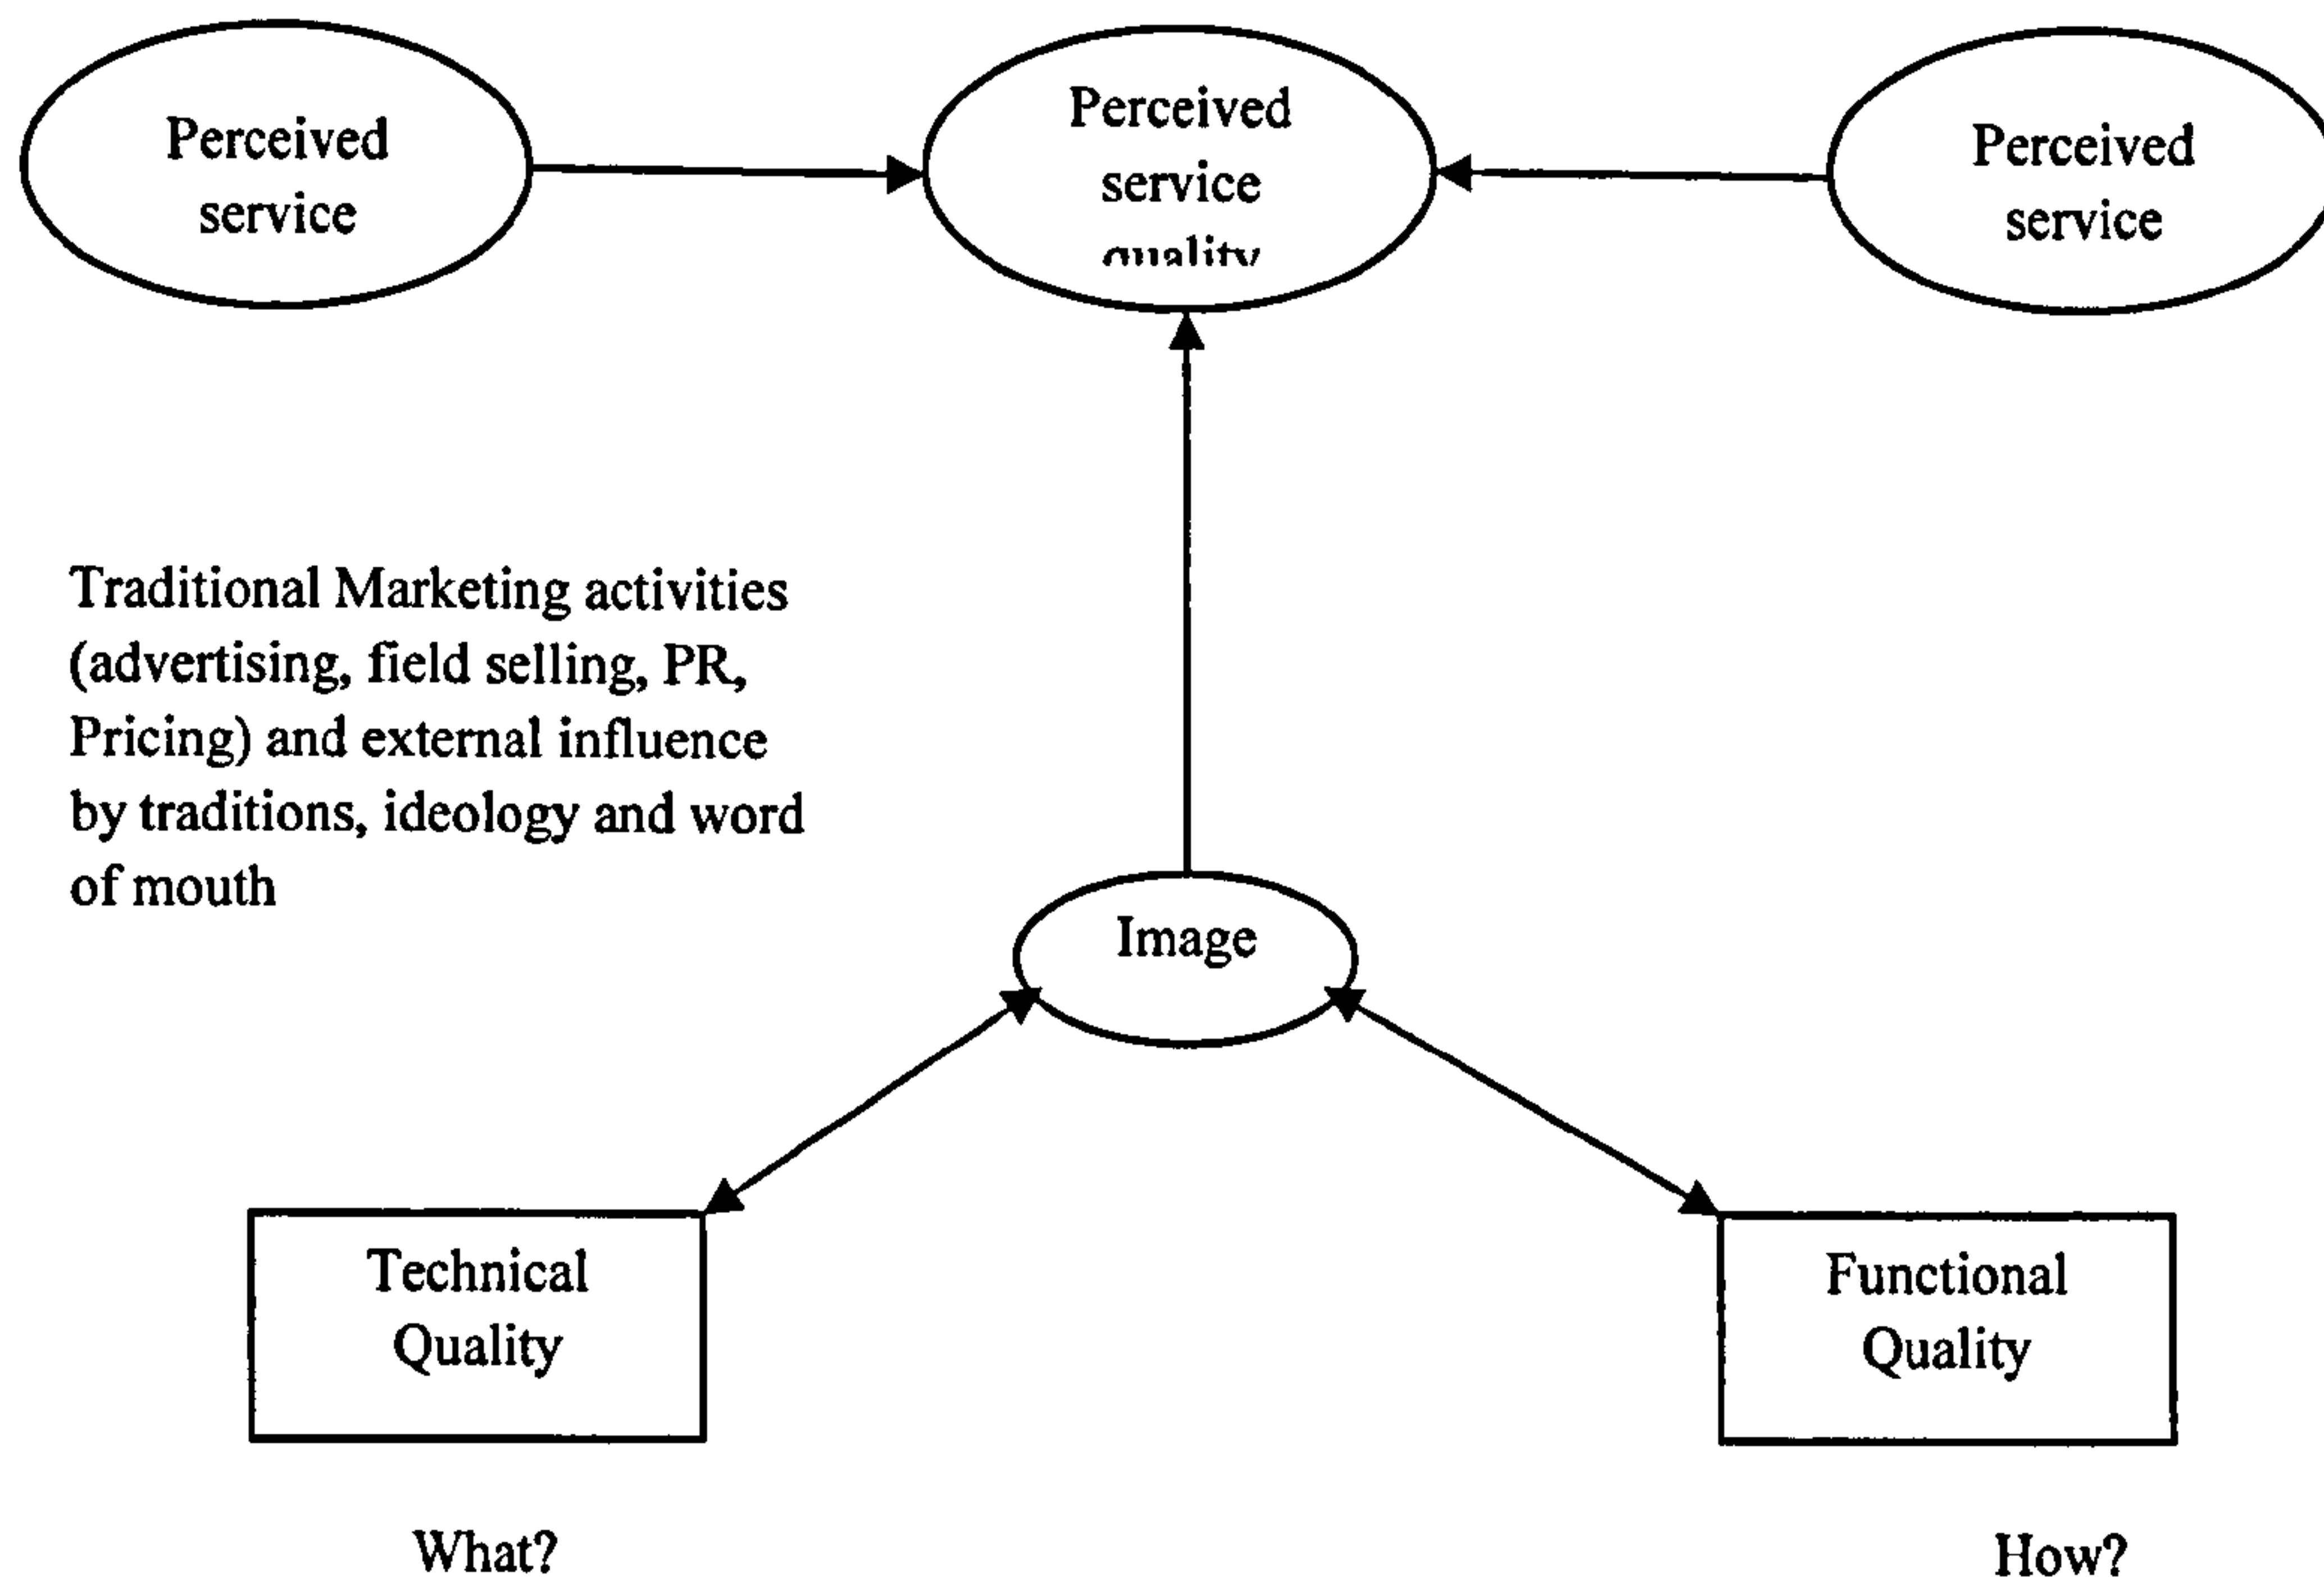 Perceived
service
Perceived
service
quality
Perceived
service
Traditional Marketing activities
(advertising, field selling, PR,
Pricing) and external influence
by traditions, ideology and word
of mouth
Image
Technical
Quality
Functional
Quality
What?
How?